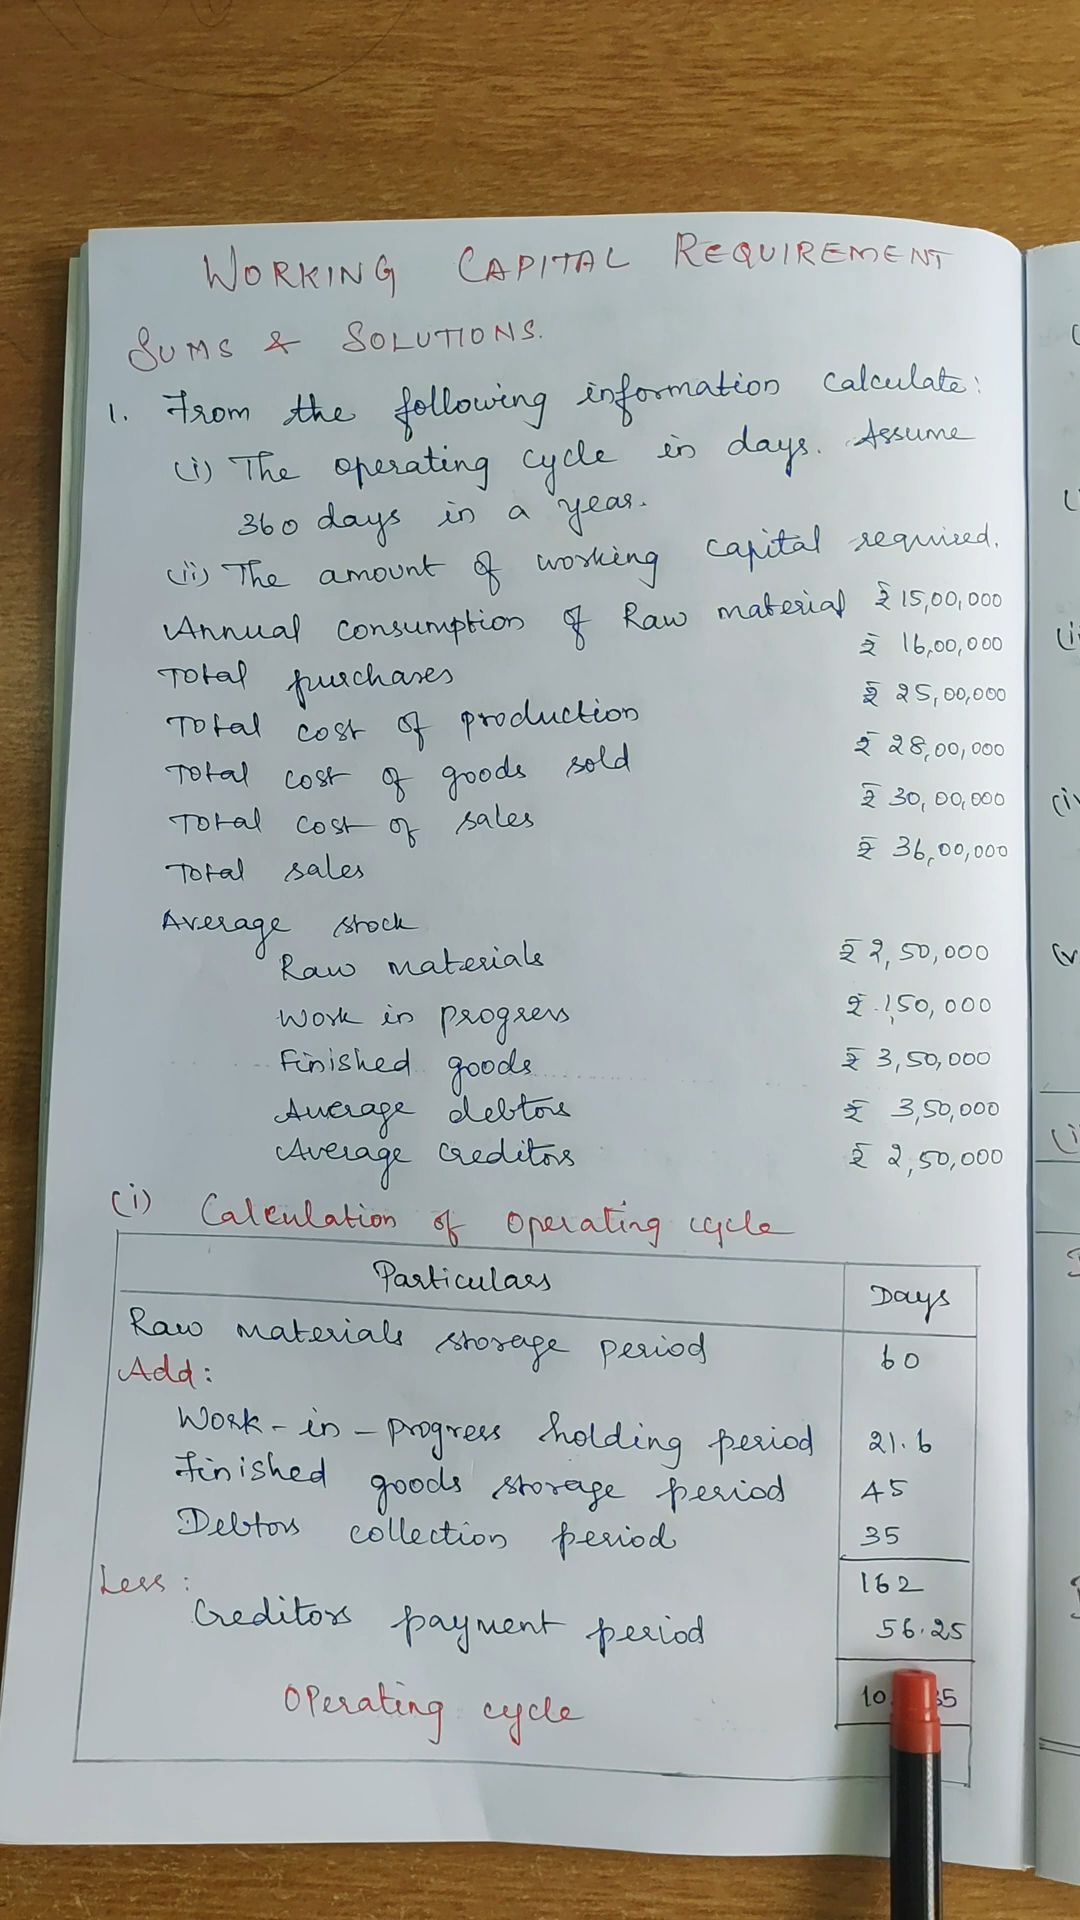 WORKING CAPITAL REQUIREMENT
SUMS & SOLUTIONS.
1. From the following information calculate:
(i) The operating cycle in days. Assume
360 days in a year.
(ii) The amount of working capital required.
Annual consumption of Raw material ₹ 15,00,000
Total purchases ₹ 16,00,000
Total cost of production ₹ 25,00,000
Total cost of goods sold ₹ 28,00,000
Total cost of sales ₹ 30,00,000
Total sales ₹ 36,00,000
Average stock
Raw materials ₹ 2,50,000
Work in progress ₹ 1,50,000
Finished goods ₹ 3,50,000
Average debtors ₹ 3,50,000
Average creditors ₹ 2,50,000
(i) Calculation of operating cycle
Particulars Days
Raw materials storage period 60
Add:
Work-in-progress holding period 21.6
Finished goods storage period 45
Debtors collection period 35
162
Less:
Creditors payment period 56.25
Operating cycle